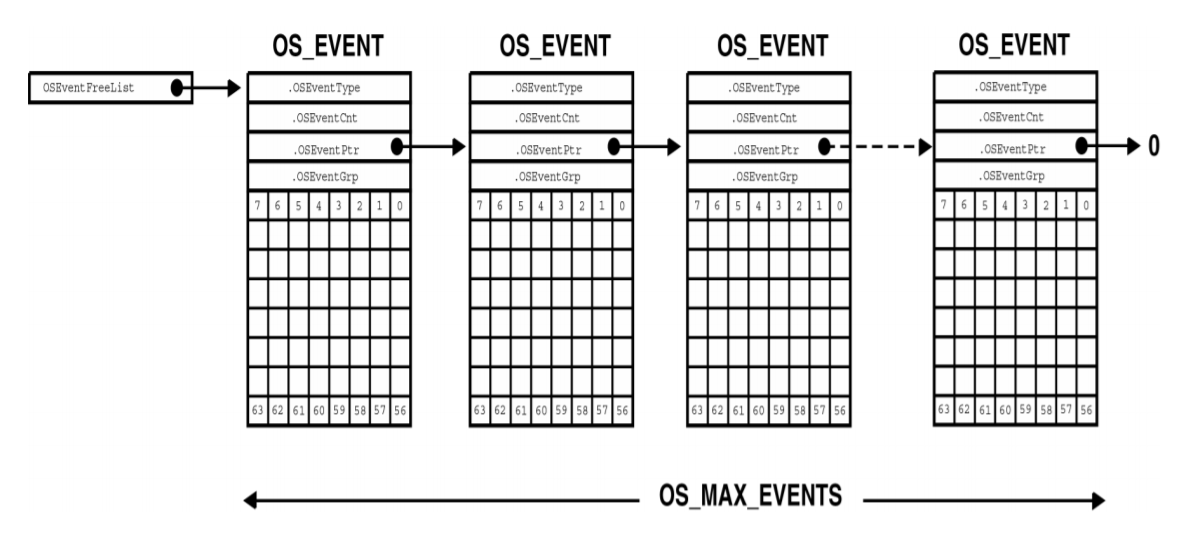 OS_EVENT OS_EVENT OS_EVENT OS_EVENT
OSEventFreeList .OSEventType .OSEventType .OSEventType .OSEventType
.OSEventCnt .OSEventCnt .OSEventCnt .OSEventCnt
.OSEventPtr .OSEventPtr .OSEventPtr .OSEventPtr 0
.OSEventGrp .OSEventGrp .OSEventGrp .OSEventGrp
7 6 5 4 3 2 1 0 7 6 5 4 3 2 1 0 7 6 5 4 3 2 1 0 7 6 5 4 3 2 1 0
63 62 61 60 59 58 57 56 63 62 61 60 59 58 57 56 63 62 61 60 59 58 57 56 63 62 61 60 59 58 57 56
OS_MAX_EVENTS